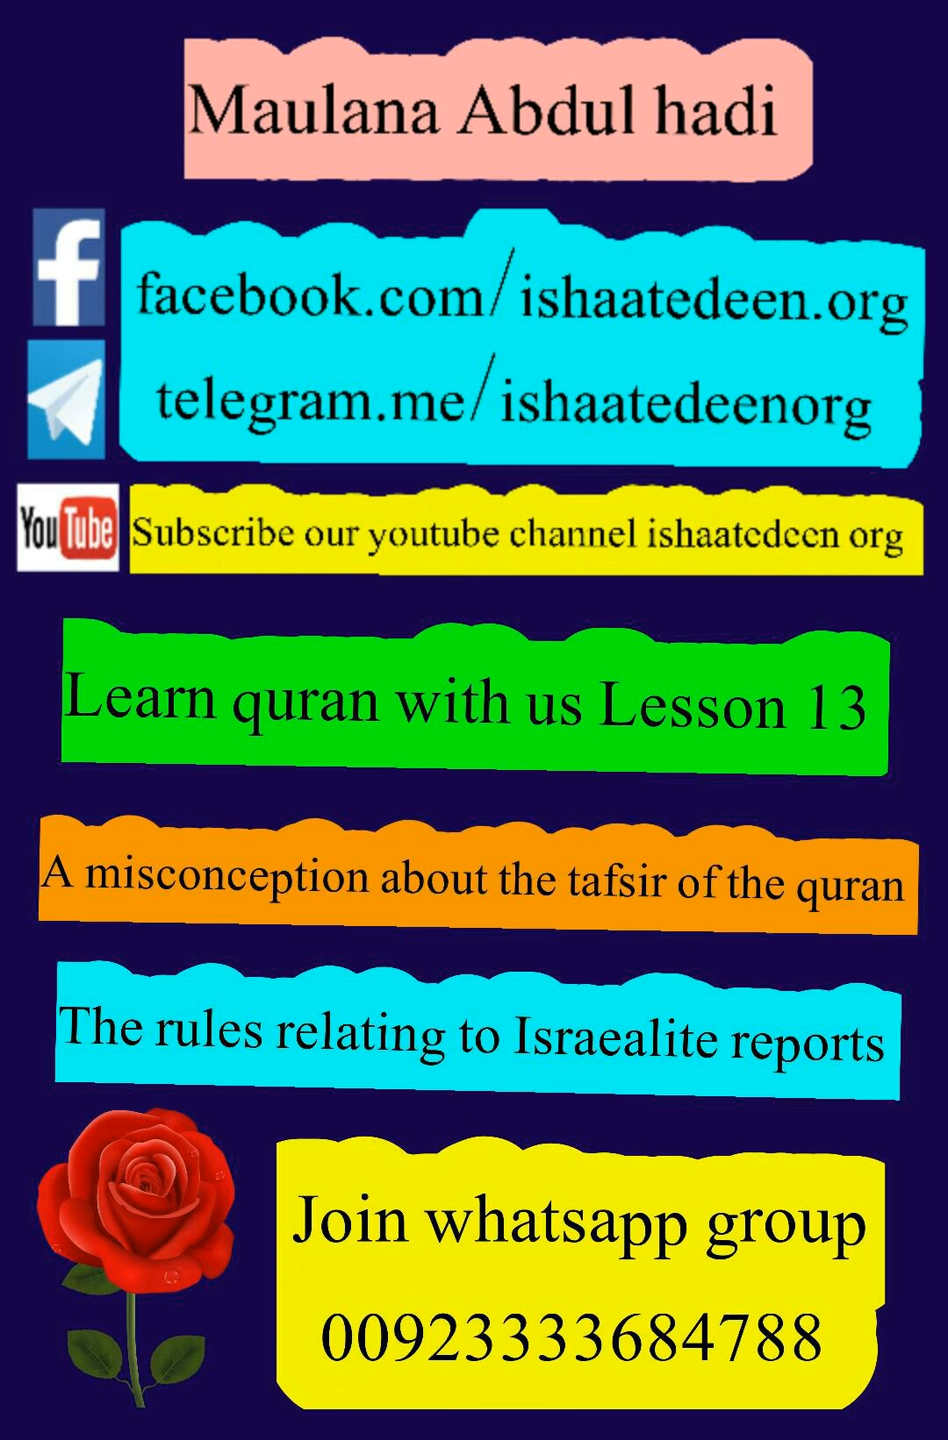 Maulana Abdul hadi
f
facebook.com/ishaatedeen.org
telegram.me/ishaatedeenorg
YouTube
Subscribe our youtube channel ishaatedeen org
Learn quran with us Lesson 13
A misconception about the tafsir of the quran
The rules relating to Israealite reports
Join whatsapp group
00923333684788